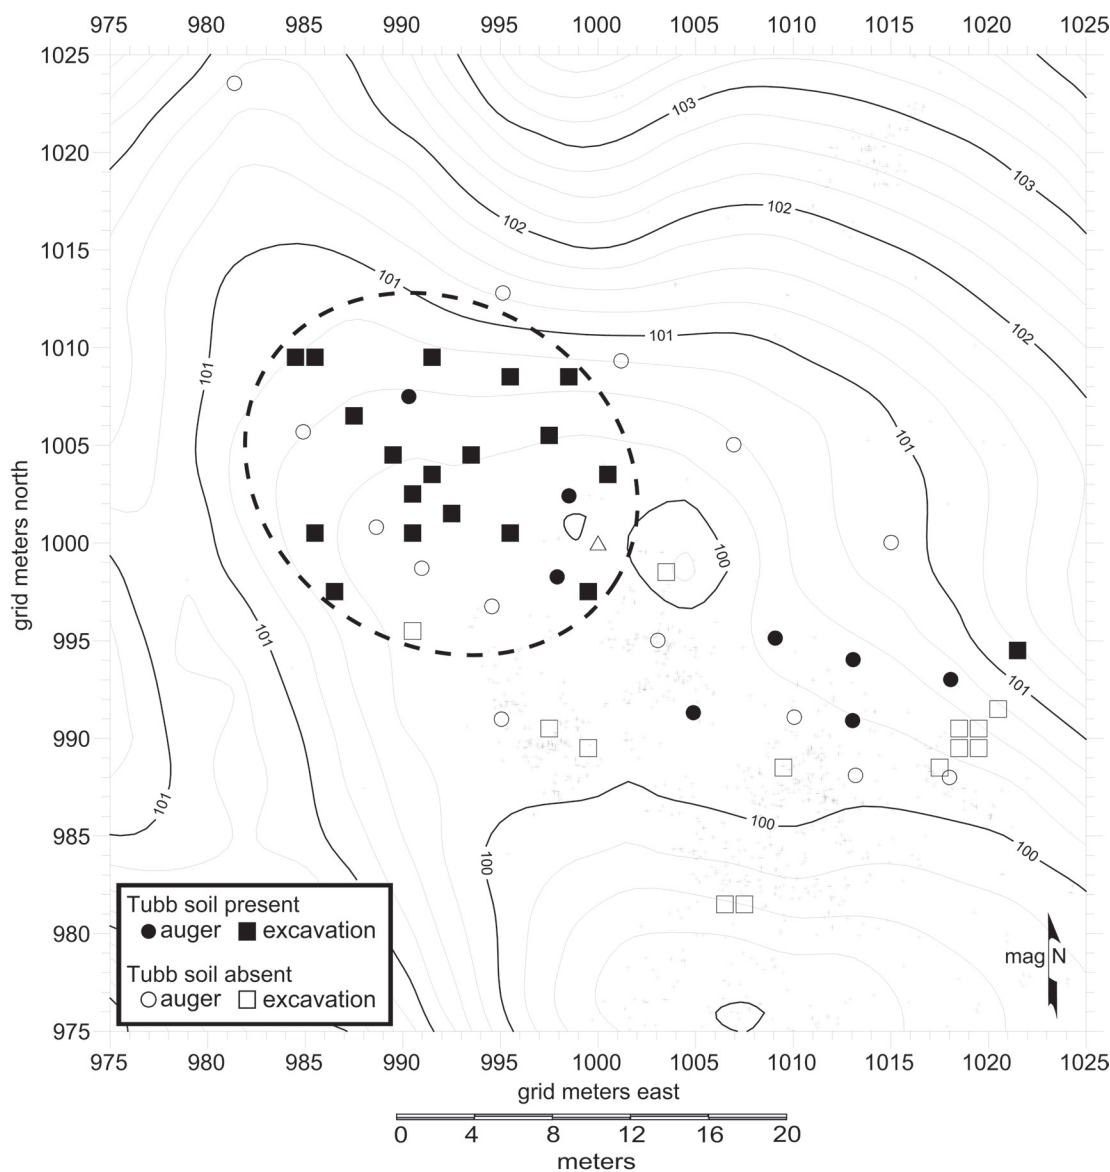 975 980 985 990 995 1000 1005 1010 1015 1020 1025
1025
1020
1015
1010
1005
1000
995
990
985
980
975
grid meters north
103
103
102
102
102
101
101
101
101
101
101
101
100
100
100
100
Tubb soil present
auger excavation
Tubb soil absent
auger excavation
mag N
975 980 985 990 995 1000 1005 1010 1015 1020 1025
grid meters east
0 4 8 12 16 20
meters